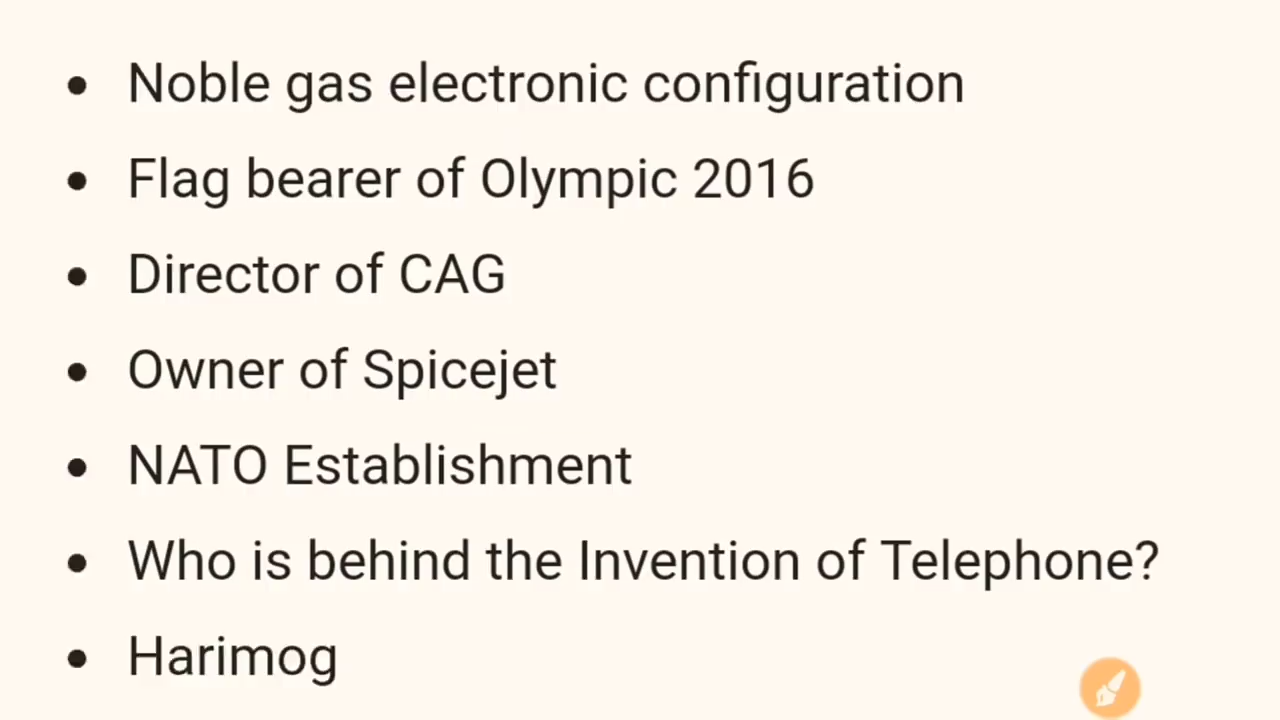 • Noble gas electronic configuration
• Flag bearer of Olympic 2016
• Director of CAG
• Owner of Spicejet
• NATO Establishment
• Who is behind the Invention of Telephone?
• Harimog